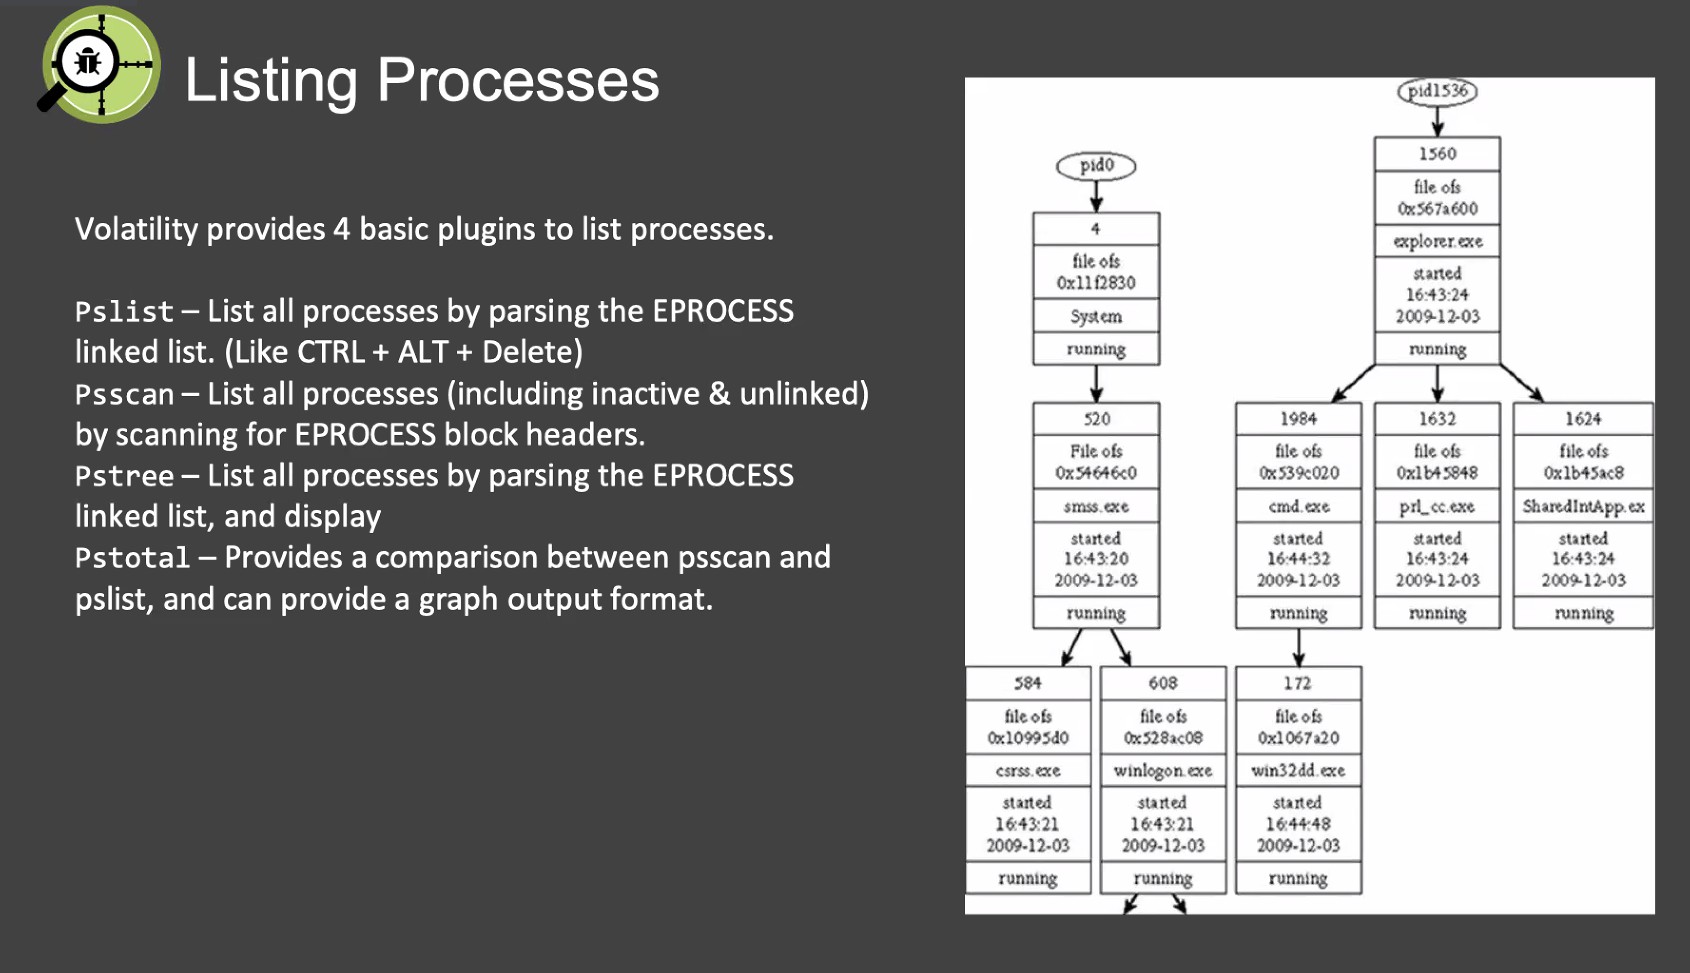 Listing Processes
Volatility provides 4 basic plugins to list processes.
Pslist – List all processes by parsing the EPROCESS
linked list. (Like CTRL + ALT + Delete)
Psscan – List all processes (including inactive & unlinked)
by scanning for EPROCESS block headers.
Pstree – List all processes by parsing the EPROCESS
linked list, and display
Pstotal – Provides a comparison between psscan and
pslist, and can provide a graph output format.
pid0
4
file ofs
0x11f2830
System
running
520
File ofs
0x54646c0
smss.exe
started
16:43:20
2009-12-03
running
584
file ofs
0x10995d0
csrss.exe
started
16:43:21
2009-12-03
running
608
file ofs
0x528ac08
winlogon.exe
started
16:43:21
2009-12-03
running
pid1536
1560
file ofs
0x567a600
explorer.exe
started
16:43:24
2009-12-03
running
1984
file ofs
0x539c020
cmd.exe
started
16:44:32
2009-12-03
running
172
file ofs
0x1067a20
win32dd.exe
started
16:44:48
2009-12-03
running
1632
file ofs
0x1b45848
prl_cc.exe
started
16:43:24
2009-12-03
running
1624
file ofs
0x1b45ac8
SharedIntApp.ex
started
16:43:24
2009-12-03
running